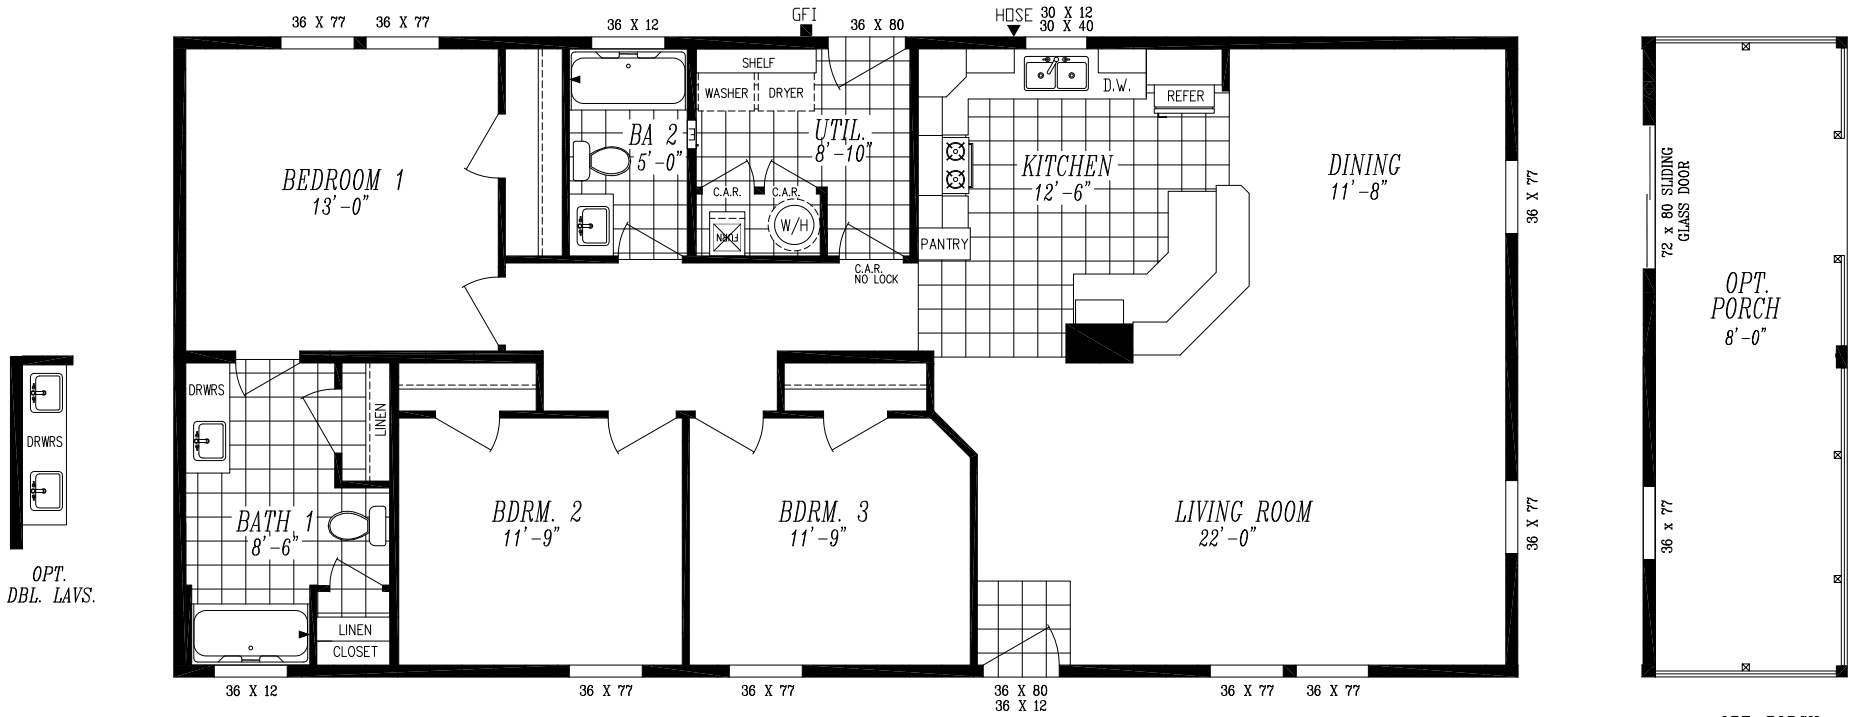 36 X 77
36 X 77
36 X 12
GFI
36 X 80
HOSE
30 X 12
30 X 40
SHELF
WASHER
DRYER
D.W.
REFER
BEDROOM 1
13'-0"
BA 2
5'-0"
UTIL.
8'-10"
KITCHEN
12'-6"
DINING
11'-8"
36 X 77
C.A.R.
C.A.R.
FURN
W/H
PANTRY
C.A.R.
NO LOCK
72 x 80 SLIDING
GLASS DOOR
OPT.
PORCH
8'-0"
DRWRS
LINEN
DRWRS
OPT.
DBL. LAVS.
BATH 1
8'-6"
BDRM. 2
11'-9"
BDRM. 3
11'-9"
LIVING ROOM
22'-0"
36 X 77
36 X 77
LINEN
CLOSET
36 X 12
36 X 77
36 X 77
36 X 80
36 X 12
36 X 77
36 X 77